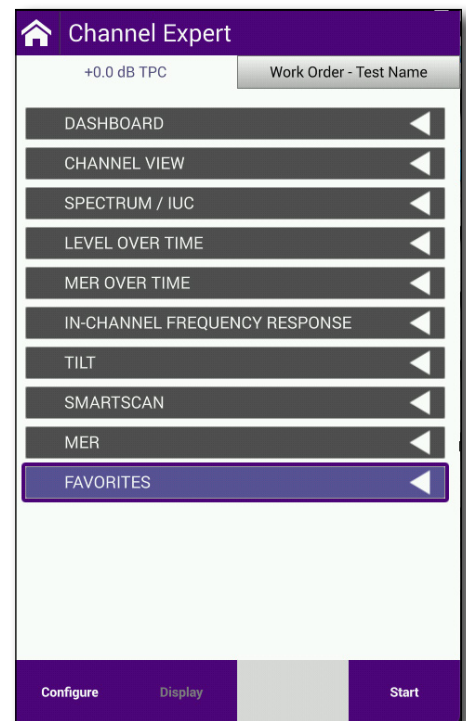 Channel Expert
+0.0 dB TPC
Work Order - Test Name
DASHBOARD
CHANNEL VIEW
SPECTRUM / IUC
LEVEL OVER TIME
MER OVER TIME
IN-CHANNEL FREQUENCY RESPONSE
TILT
SMARTSCAN
MER
FAVORITES
Configure
Display
Start